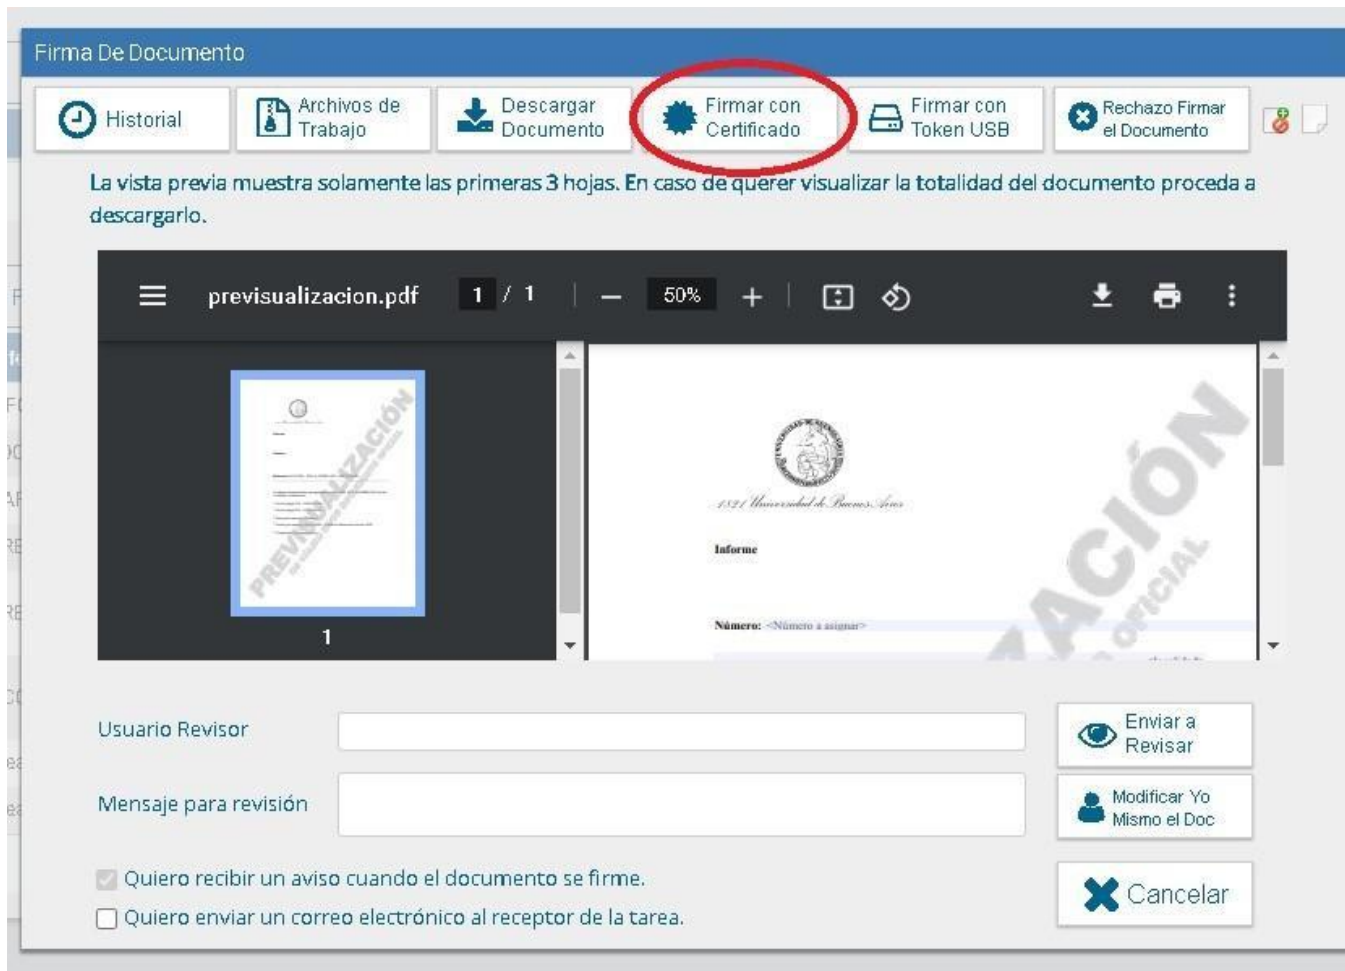 Firma De Documento
Historial
Archivos de
Trabajo
Descargar
Documento
Firmar con
Certificado
Firmar con
Token USB
Rechazo Firmar
el Documento
La vista previa muestra solamente las primeras 3 hojas. En caso de querer visualizar la totalidad del documento proceda a
descargarlo.
previsualizacion.pdf 1 / 1 50%
PREVISUALIZACIÓN
1
1821 Universidad de Buenos Aires
Informe
Número: <Número a asignar>
ZACIÓN
OFICIAL
Usuario Revisor
Enviar a
Revisar
Mensaje para revisión
Modificar Yo
Mismo el Doc
Quiero recibir un aviso cuando el documento se firme.
Quiero enviar un correo electrónico al receptor de la tarea.
Cancelar